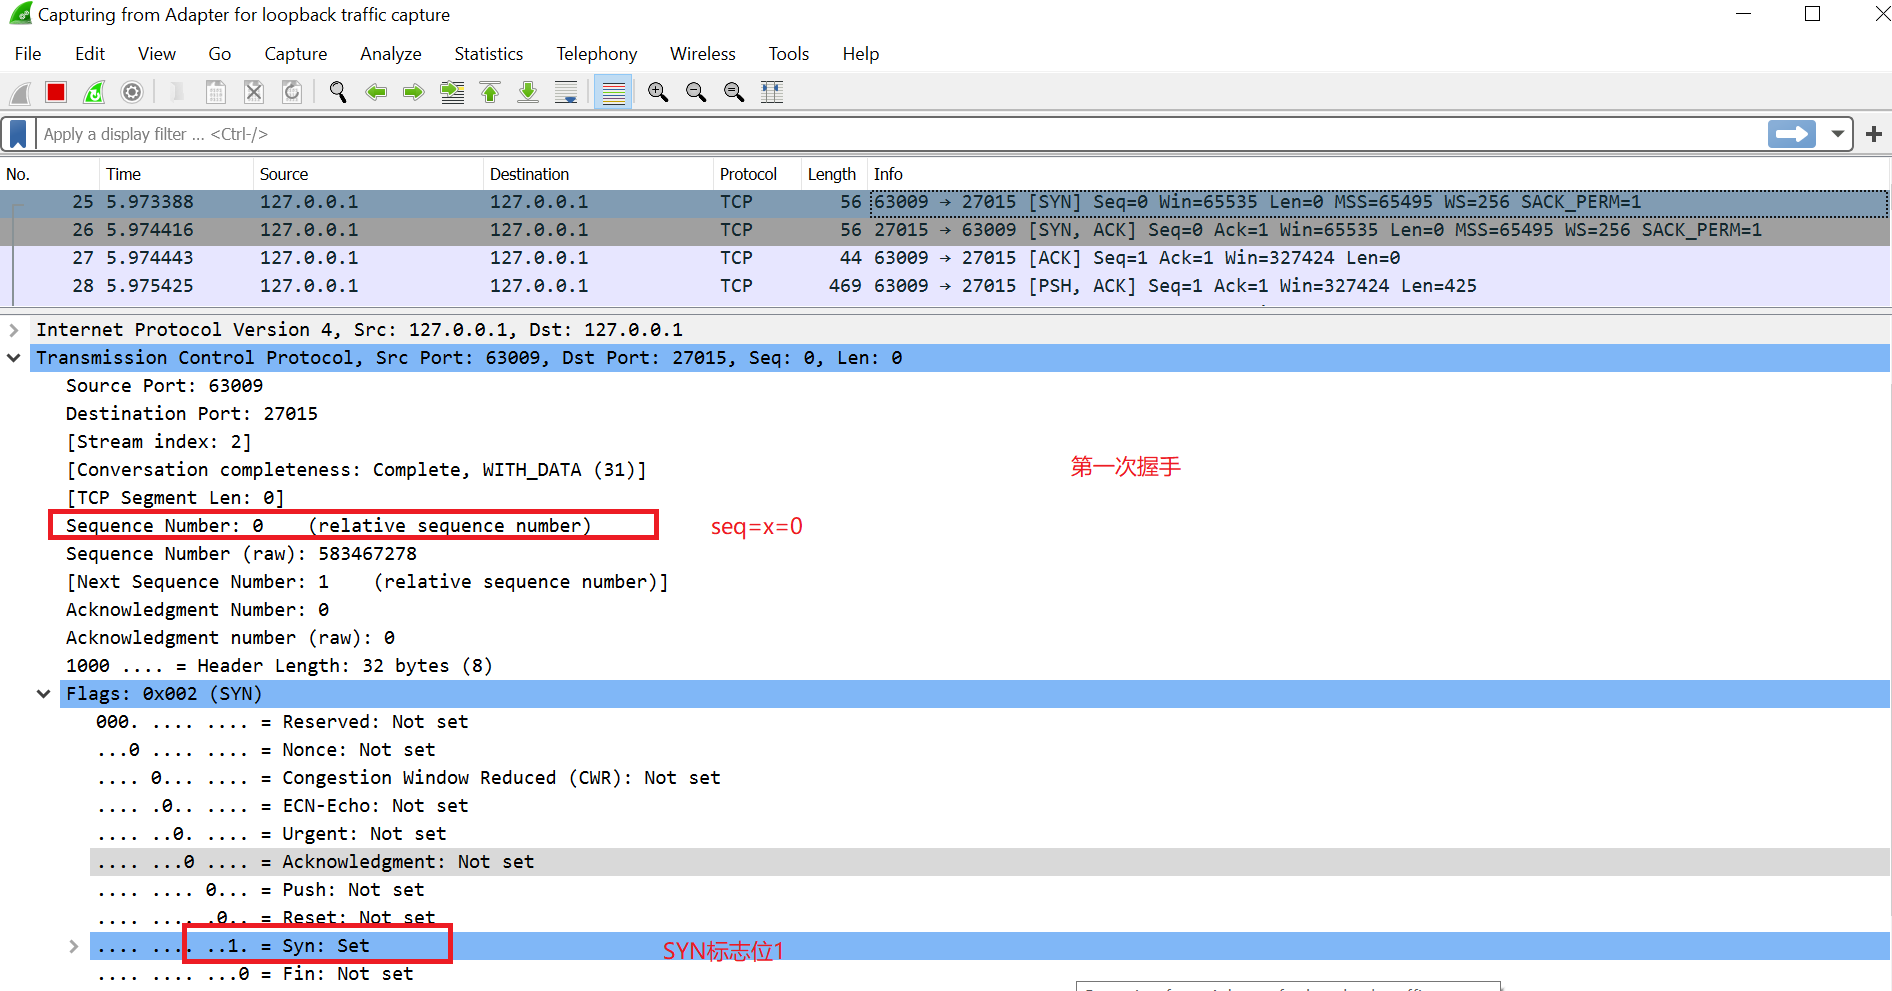 Capturing from Adapter for loopback traffic capture
File Edit View Go Capture Analyze Statistics Telephony Wireless Tools Help
Apply a display filter ... <Ctrl-/>
No. Time Source Destination Protocol Length Info
25 5.973388 127.0.0.1 127.0.0.1 TCP 56 63009 → 27015 [SYN] Seq=0 Win=65535 Len=0 MSS=65495 WS=256 SACK_PERM=1
26 5.974416 127.0.0.1 127.0.0.1 TCP 56 27015 → 63009 [SYN, ACK] Seq=0 Ack=1 Win=65535 Len=0 MSS=65495 WS=256 SACK_PERM=1
27 5.974443 127.0.0.1 127.0.0.1 TCP 44 63009 → 27015 [ACK] Seq=1 Ack=1 Win=327424 Len=0
28 5.975425 127.0.0.1 127.0.0.1 TCP 469 63009 → 27015 [PSH, ACK] Seq=1 Ack=1 Win=327424 Len=425
Internet Protocol Version 4, Src: 127.0.0.1, Dst: 127.0.0.1
Transmission Control Protocol, Src Port: 63009, Dst Port: 27015, Seq: 0, Len: 0
Source Port: 63009
Destination Port: 27015
[Stream index: 2]
[Conversation completeness: Complete, WITH_DATA (31)]
第一次握手
[TCP Segment Len: 0]
Sequence Number: 0 (relative sequence number)
seq=x=0
Sequence Number (raw): 583467278
[Next Sequence Number: 1 (relative sequence number)]
Acknowledgment Number: 0
Acknowledgment number (raw): 0
1000 .... = Header Length: 32 bytes (8)
Flags: 0x002 (SYN)
000. .... .... = Reserved: Not set
...0 .... .... = Nonce: Not set
.... 0... .... = Congestion Window Reduced (CWR): Not set
.... .0.. .... = ECN-Echo: Not set
.... ..0. .... = Urgent: Not set
.... ...0 .... = Acknowledgment: Not set
.... .... 0... = Push: Not set
.... .... .0.. = Reset: Not set
.... .... ..1. = Syn: Set
SYN标志位1
.... .... ...0 = Fin: Not set